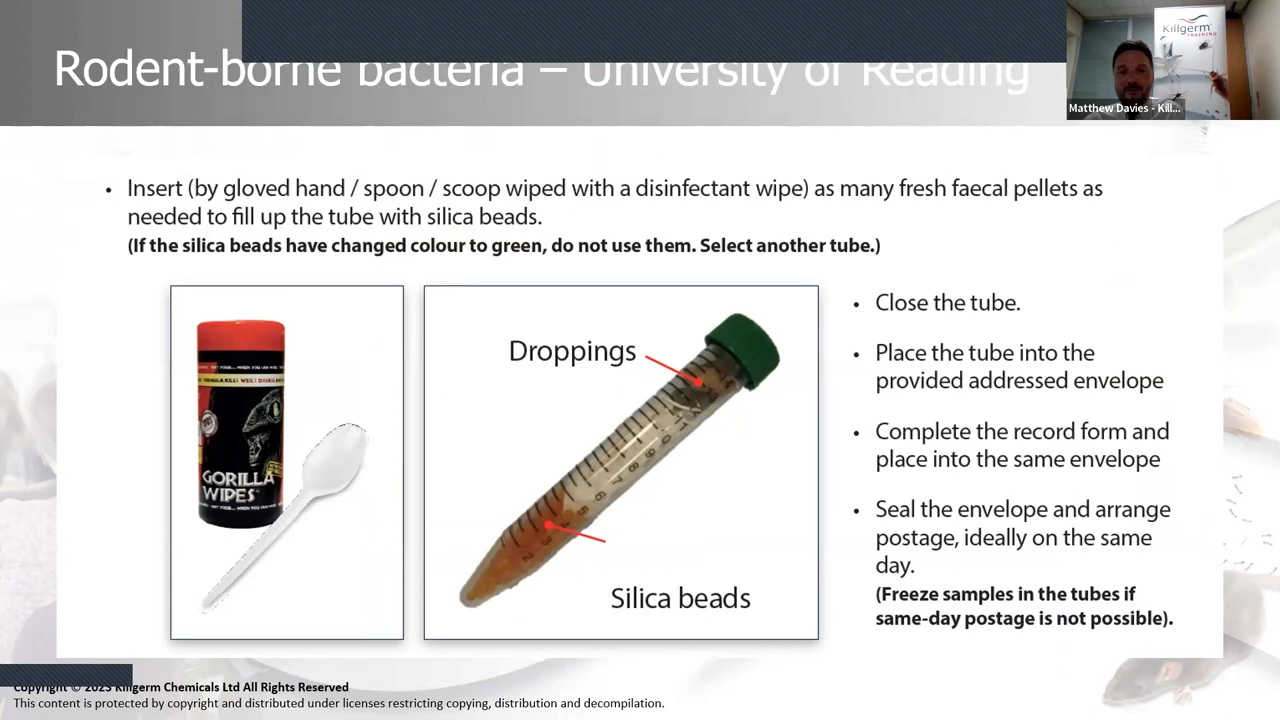 Rodent-borne bacteria – University of Reading
Killgerm
TRAINING
Matthew Davies - Kill...
• Insert (by gloved hand / spoon / scoop wiped with a disinfectant wipe) as many fresh faecal pellets as
needed to fill up the tube with silica beads.
(If the silica beads have changed colour to green, do not use them. Select another tube.)
GORILLA
WIPES
Droppings
Silica beads
• Close the tube.
• Place the tube into the
provided addressed envelope
• Complete the record form and
place into the same envelope
• Seal the envelope and arrange
postage, ideally on the same
day.
(Freeze samples in the tubes if
same-day postage is not possible).
Copyright © 2023 Killgerm Chemicals Ltd All Rights Reserved
This content is protected by copyright and distributed under licenses restricting copying, distribution and decompilation.